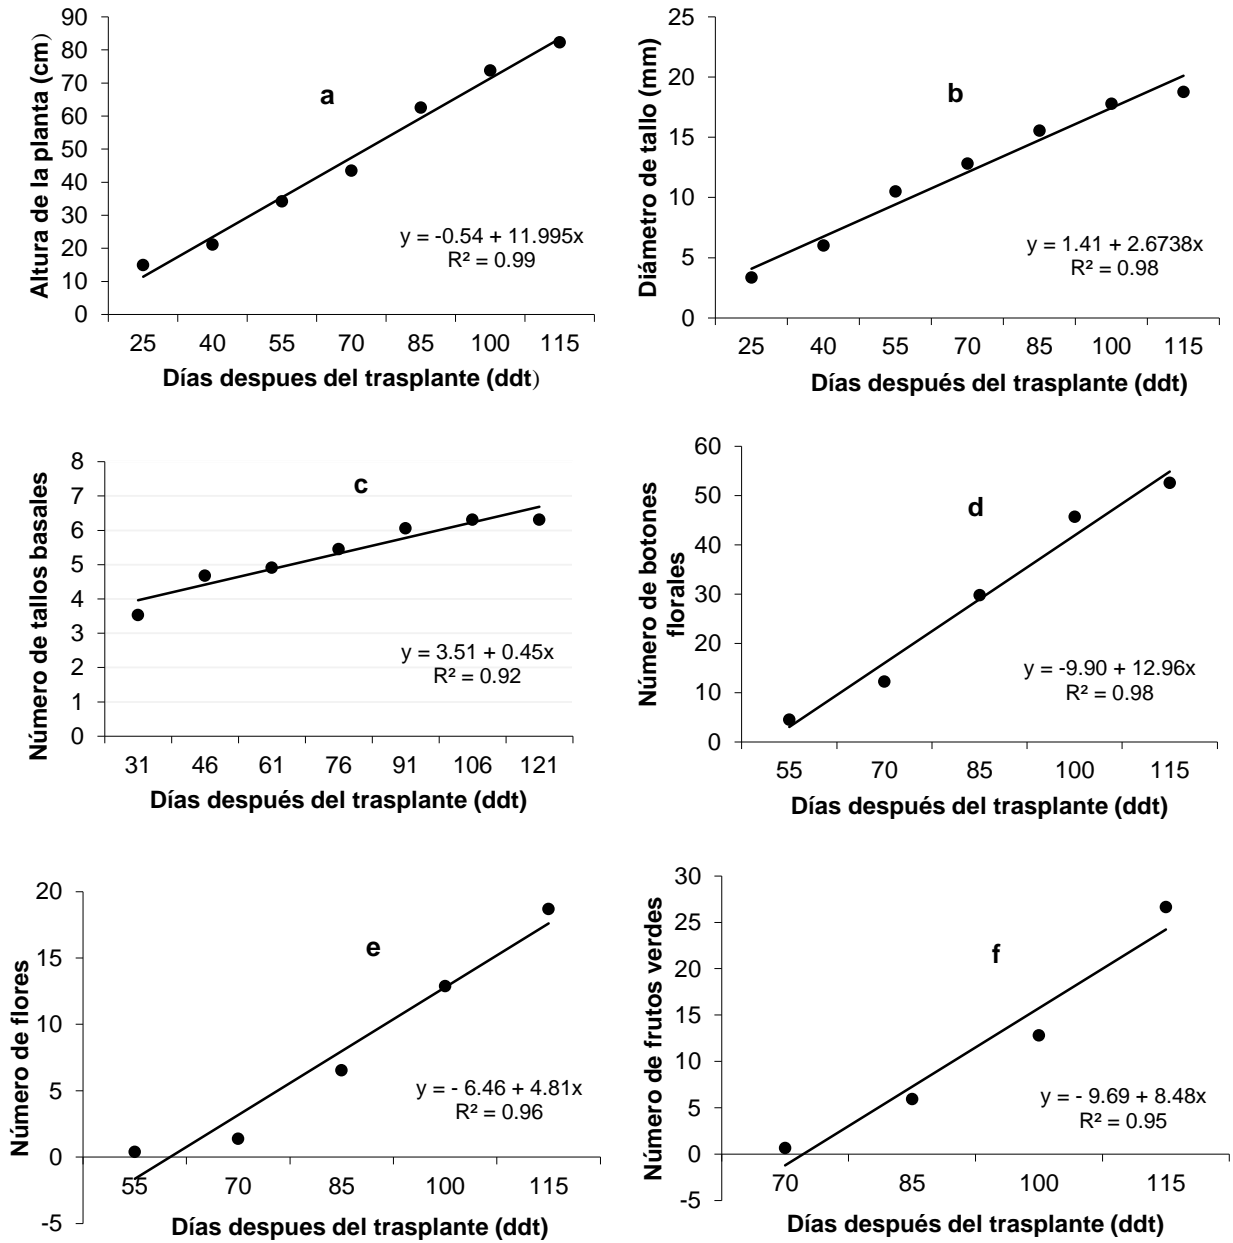 Altura de la planta (cm)
90
80
70
60
50
40
30
20
10
0
a
y = -0.54 + 11.995x
R² = 0.99
25 40 55 70 85 100 115
Días despues del trasplante (ddt)
Diámetro de tallo (mm)
25
20
15
10
5
0
b
y = 1.41 + 2.6738x
R² = 0.98
25 40 55 70 85 100 115
Días después del trasplante (ddt)
Número de tallos basales
8
7
6
5
4
3
2
1
0
c
y = 3.51 + 0.45x
R² = 0.92
31 46 61 76 91 106 121
Días después del trasplante (ddt)
Número de botones
florales
60
50
40
30
20
10
0
d
y = -9.90 + 12.96x
R² = 0.98
55 70 85 100 115
Días después del trasplante (ddt)
Número de flores
20
15
10
5
0
-5
e
y = - 6.46 + 4.81x
R² = 0.96
55 70 85 100 115
Días despues del trasplante (ddt)
Número de frutos verdes
30
25
20
15
10
5
0
-5
f
y = - 9.69 + 8.48x
R² = 0.95
70 85 100 115
Días después del trasplante (ddt)